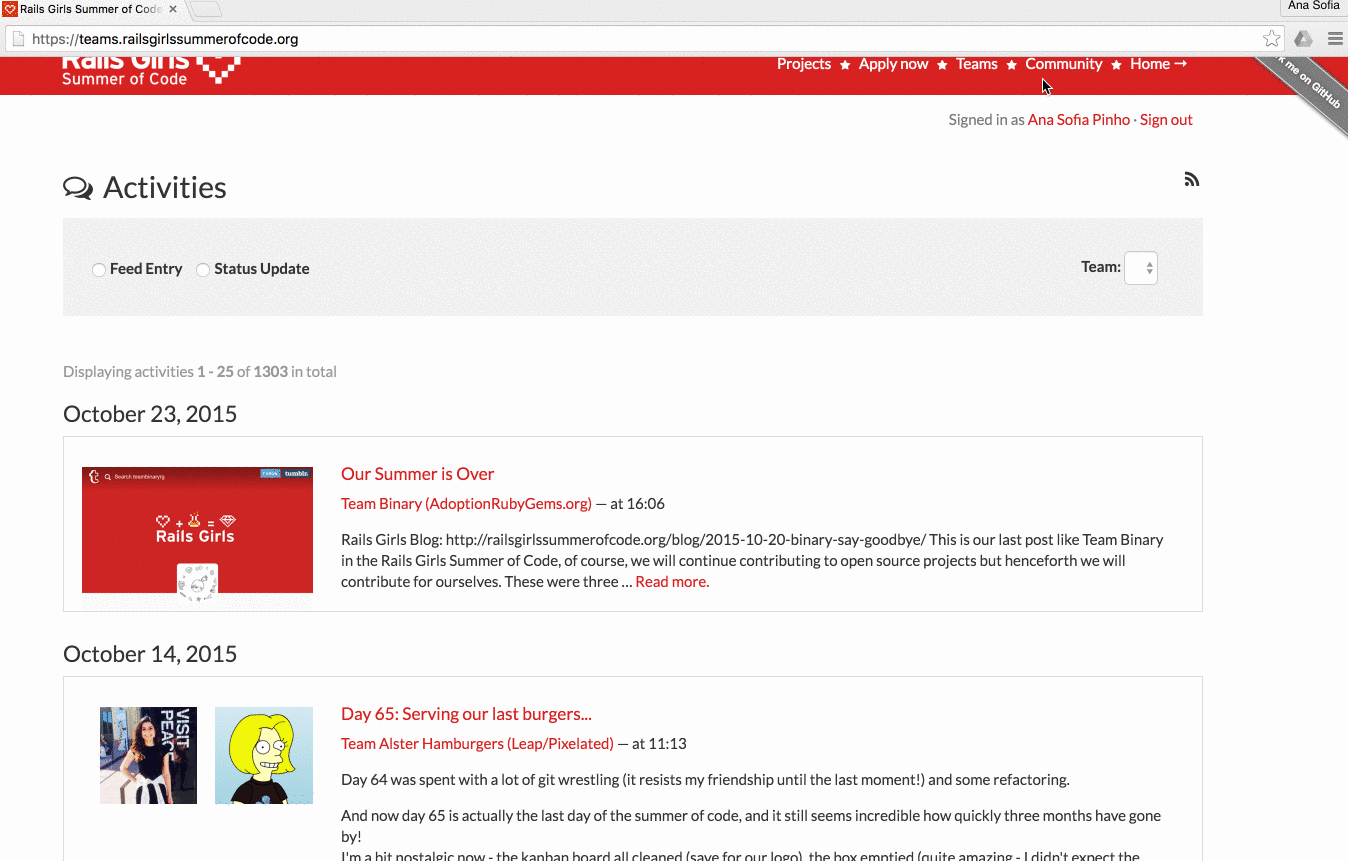 Rails Girls Summer of Code
Ana Sofia
https://teams.railsgirlssummerofcode.org
Rails Girls
Summer of Code
Projects ★ Apply now ★ Teams ★ Community ★ Home →
k me on GitHub
Signed in as Ana Sofia Pinho · Sign out
Activities
Feed Entry Status Update
Team:
Displaying activities 1 - 25 of 1303 in total
October 23, 2015
Search teambinaryrg
tumblr.
Rails Girls
Our Summer is Over
Team Binary (AdoptionRubyGems.org) — at 16:06
Rails Girls Blog: http://railsgirlssummerofcode.org/blog/2015-10-20-binary-say-goodbye/ This is our last post like Team Binary
in the Rails Girls Summer of Code, of course, we will continue contributing to open source projects but henceforth we will
contribute for ourselves. These were three ... Read more.
October 14, 2015
VISIT
PEAC
Day 65: Serving our last burgers...
Team Alster Hamburgers (Leap/Pixelated) — at 11:13
Day 64 was spent with a lot of git wrestling (it resists my friendship until the last moment!) and some refactoring.
And now day 65 is actually the last day of the summer of code, and it still seems incredible how quickly three months have gone
by!
I'm a bit nostalgic now - the kanban board all cleaned (save for our logo), the box emptied (quite amazing - I didn't expect the